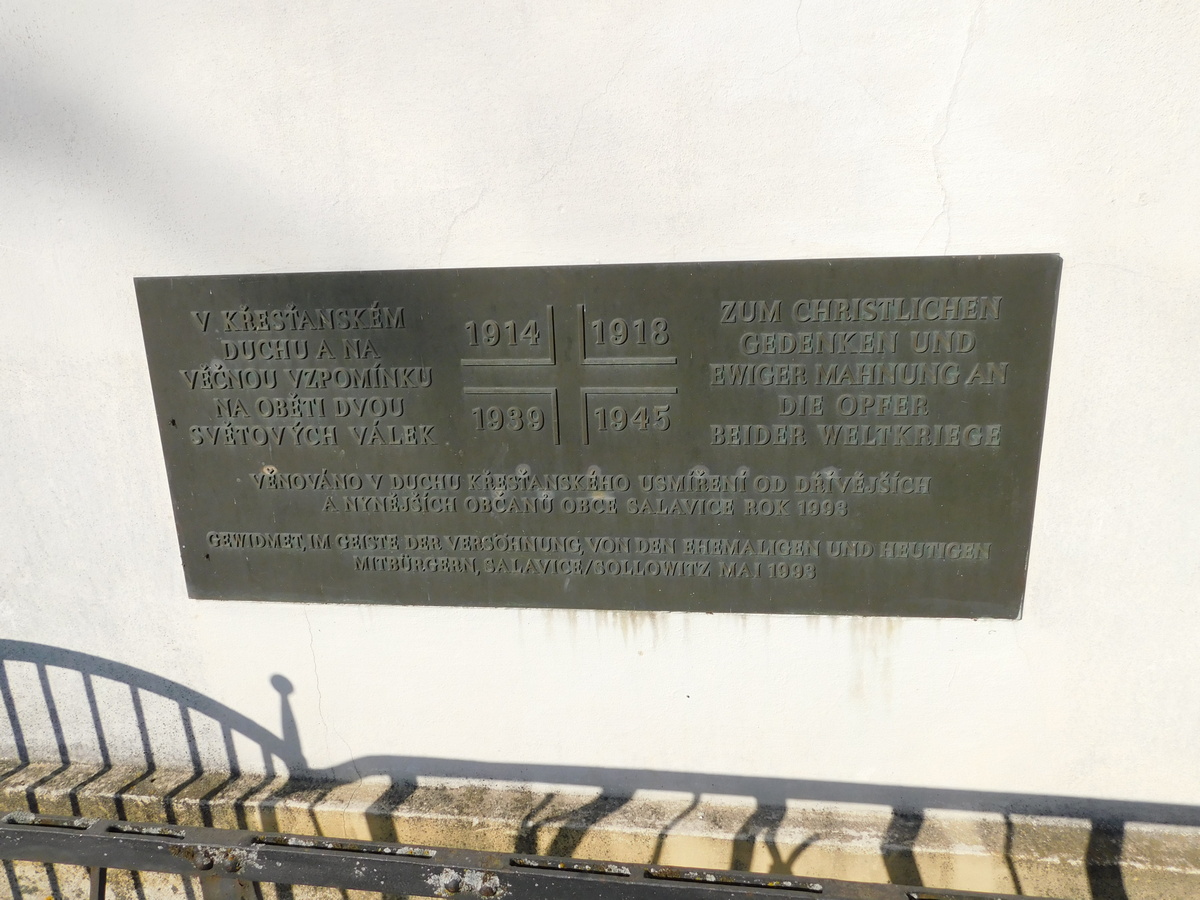 V KŘESŤANSKÉM
DUCHU A NA
VĚČNOU VZPOMÍNKU
NA OBĚTI DVOU
SVĚTOVÝCH VÁLEK
1914 1918
1939 1945
ZUM CHRISTLICHEN
GEDENKEN UND
EWIGER MAHNUNG AN
DIE OPFER
BEIDER WELTKRIEGE
VĚNOVÁNO V DUCHU KŘESŤANSKÉHO USMÍŘENÍ OD DŘÍVĚJŠÍCH
A NYNĚJŠÍCH OBČANŮ OBCE SALAVICE ROK 1993
GEWIDMET, IM GEISTE DER VERSÖHNUNG, VON DEN EHEMALIGEN UND HEUTIGEN
MITBÜRGERN, SALAVICE/SOLLOWITZ MAI 1993